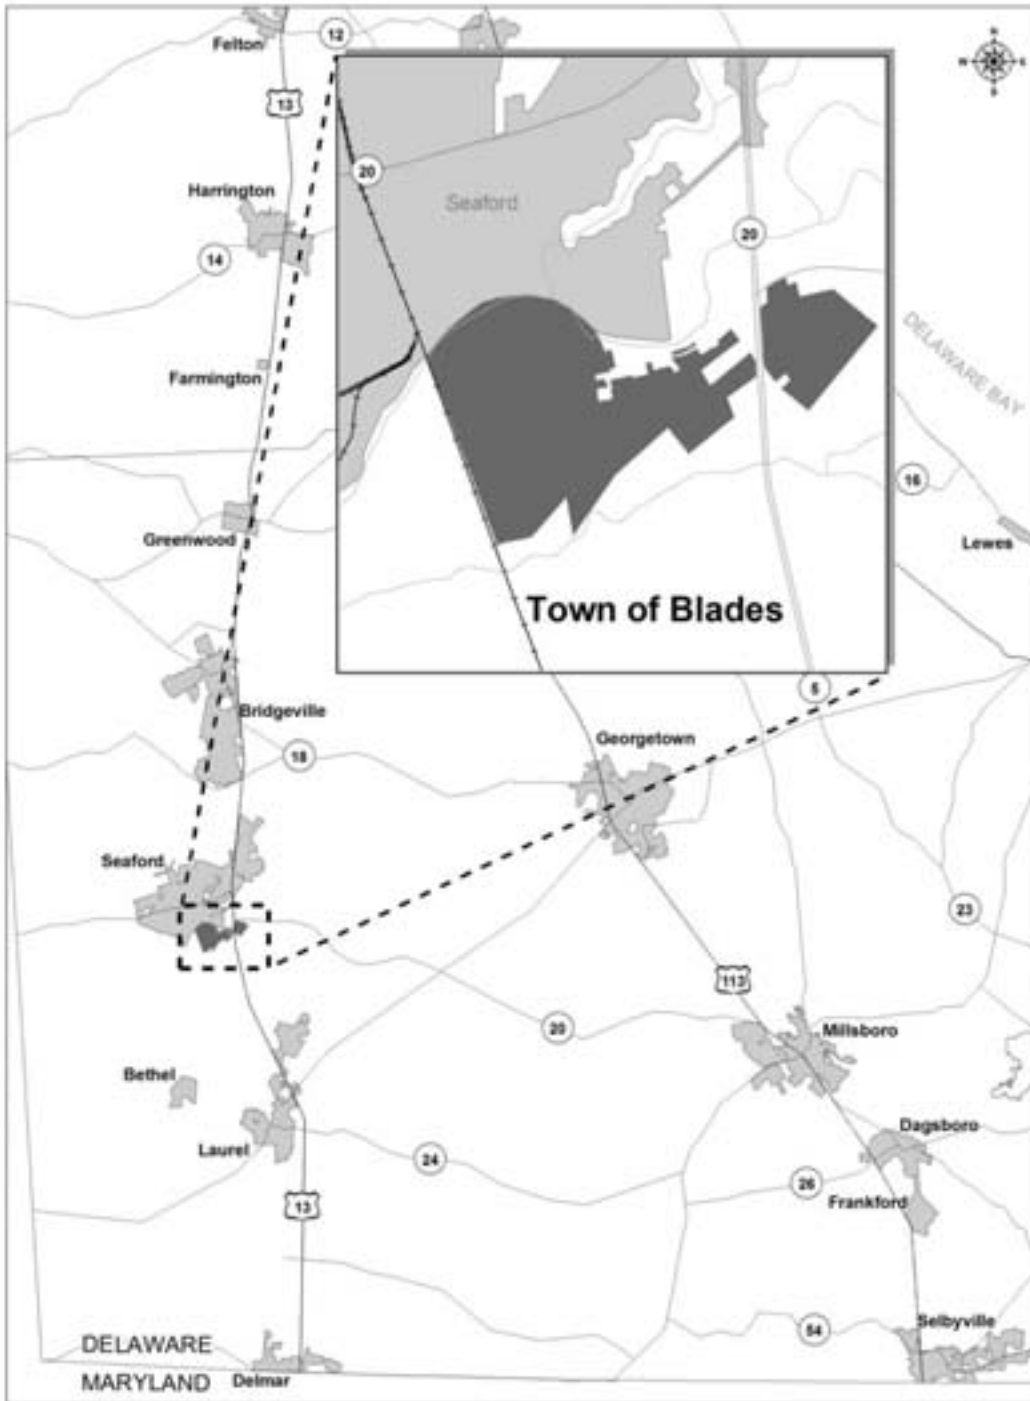 Felton
12
N
W
E
S
13
20
Harrington
Seaford
20
14
DELAWARE BAY
Farmington
16
Greenwood
Lewes
Town of Blades
5
Bridgeville
Georgetown
18
Seaford
23
113
20
Millsboro
Bethel
Dagsboro
Laurel
24
26
Frankford
13
54
Selbyville
DELAWARE
MARYLAND
Delmar